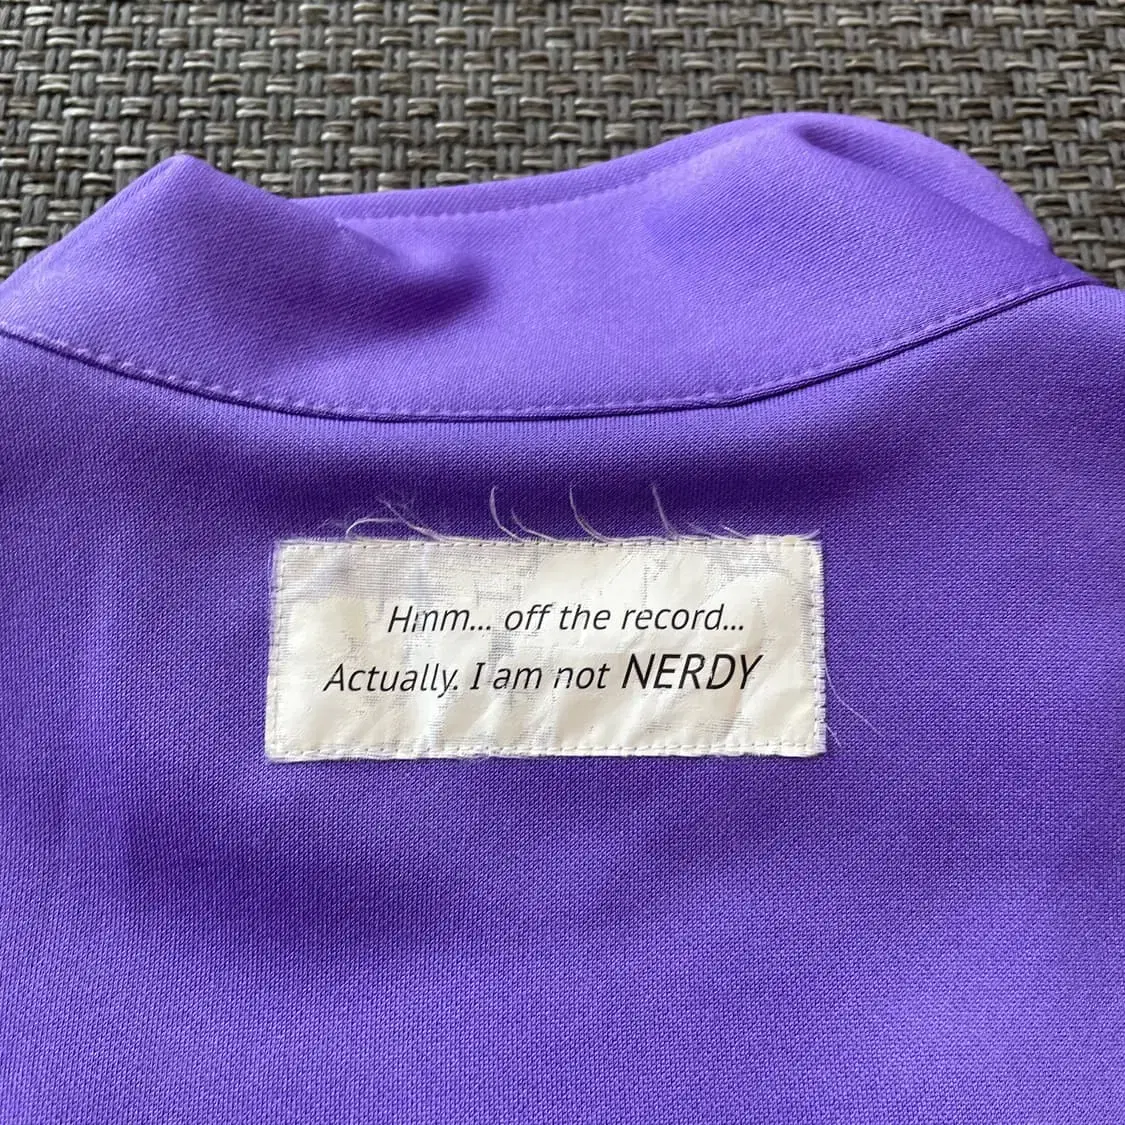 Hmm... off the record...
Actually. I am not NERDY